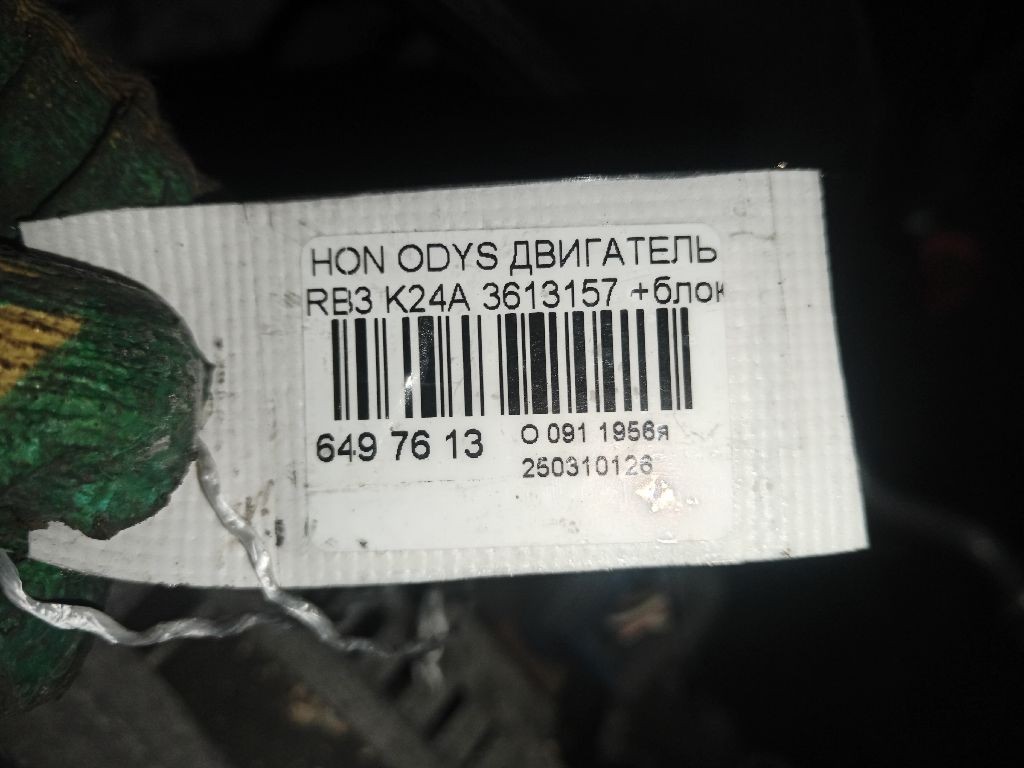 HON ODYS ДВИГАТЕЛЬ
RB3 K24A 3613157 +блок
649 76 13
О 091 1956я
250310126